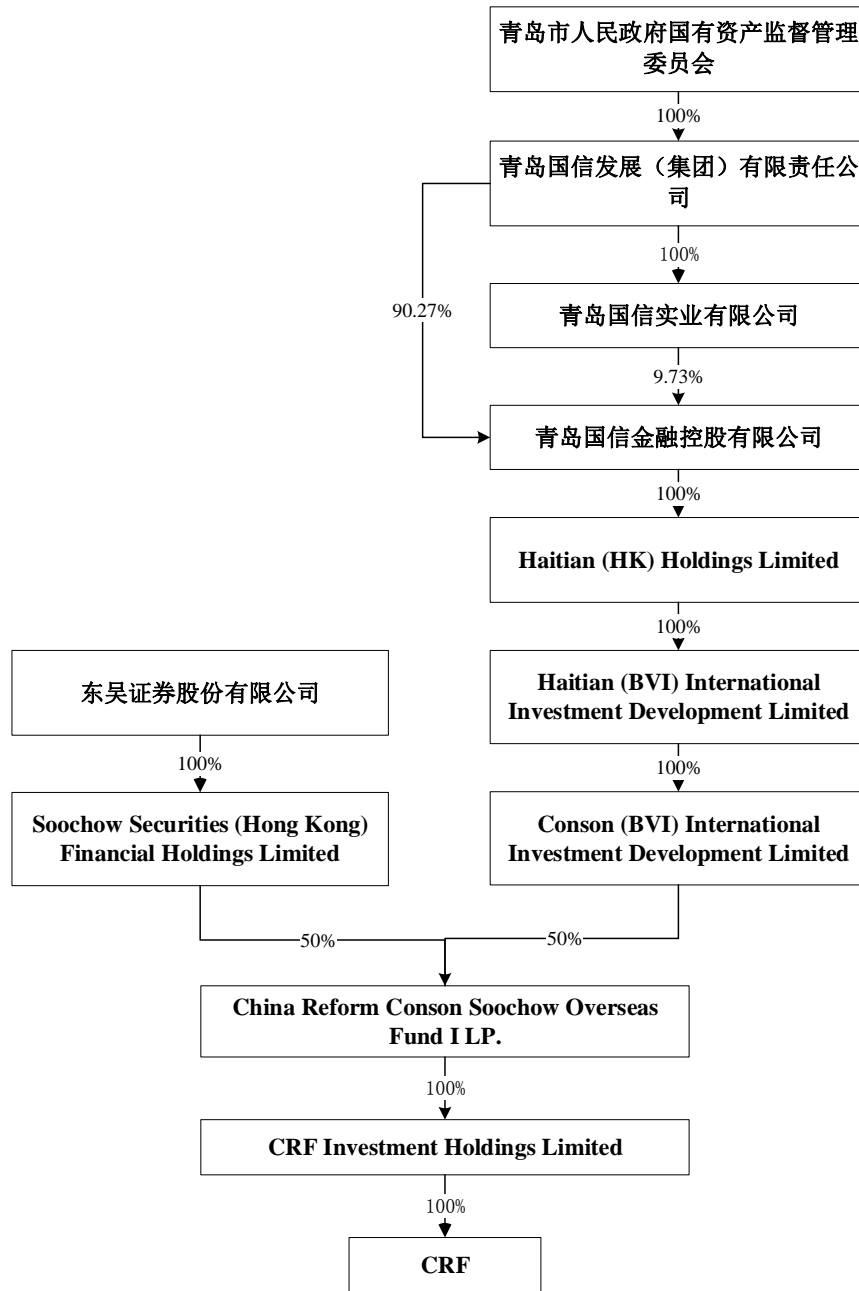 青岛市人民政府国有资产监督管理
委员会
100%
青岛国信发展（集团）有限责任公
司
100%
90.27%
青岛国信实业有限公司
9.73%
青岛国信金融控股有限公司
100%
Haitian (HK) Holdings Limited
100%
东吴证券股份有限公司
Haitian (BVI) International
Investment Development Limited
100%
100%
Soochow Securities (Hong Kong)
Financial Holdings Limited
Conson (BVI) International
Investment Development Limited
50%
50%
China Reform Conson Soochow Overseas
Fund I LP.
100%
CRF Investment Holdings Limited
100%
CRF